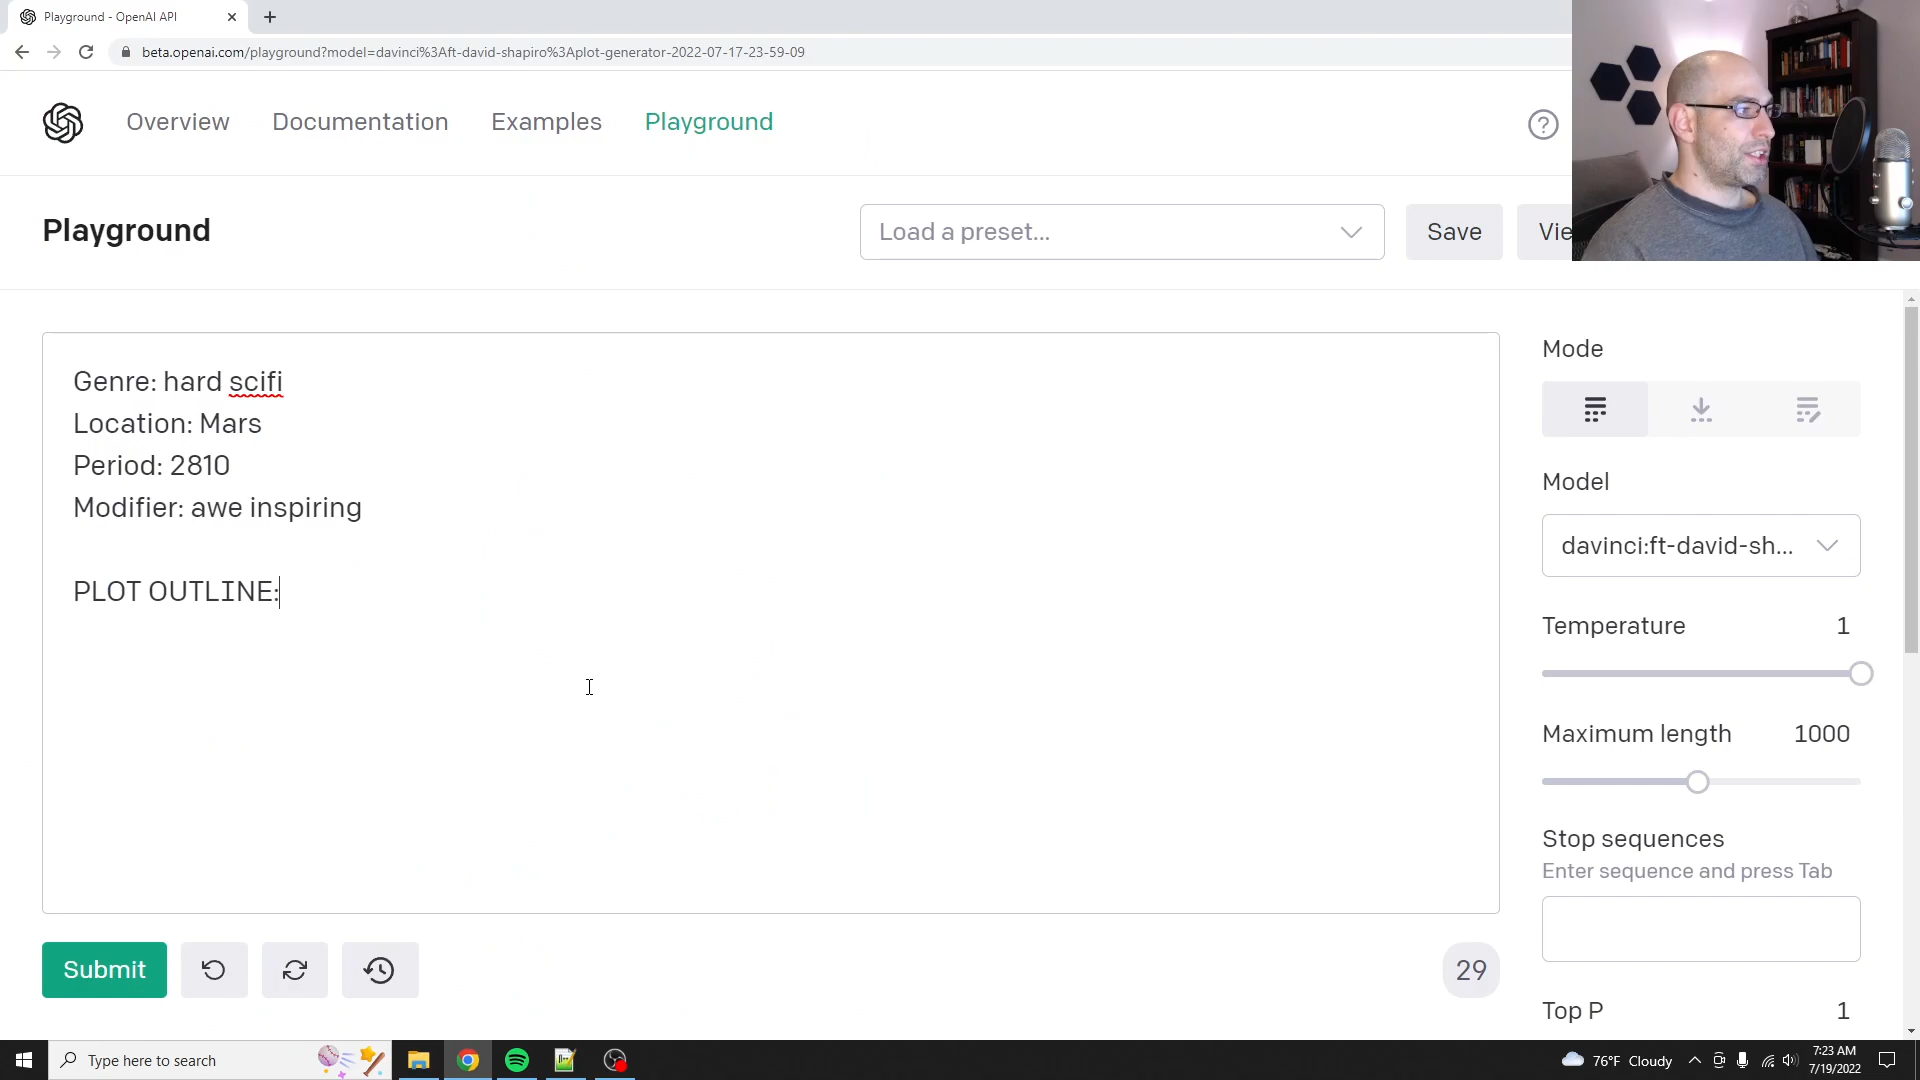 Playground - OpenAI API
beta.openai.com/playground?model=davinci%3Aft-david-shapiro%3Aplot-generator-2022-07-17-23-59-09
Overview
Documentation
Examples
Playground
Playground
Load a preset...
Save
Vie
Genre: hard scifi
Location: Mars
Period: 2810
Modifier: awe inspiring
PLOT OUTLINE:
Mode
Model
davinci:ft-david-sh...
Temperature 1
Maximum length 1000
Stop sequences
Enter sequence and press Tab
Top P 1
Submit
29
Type here to search
76°F Cloudy
7:23 AM
7/19/2022